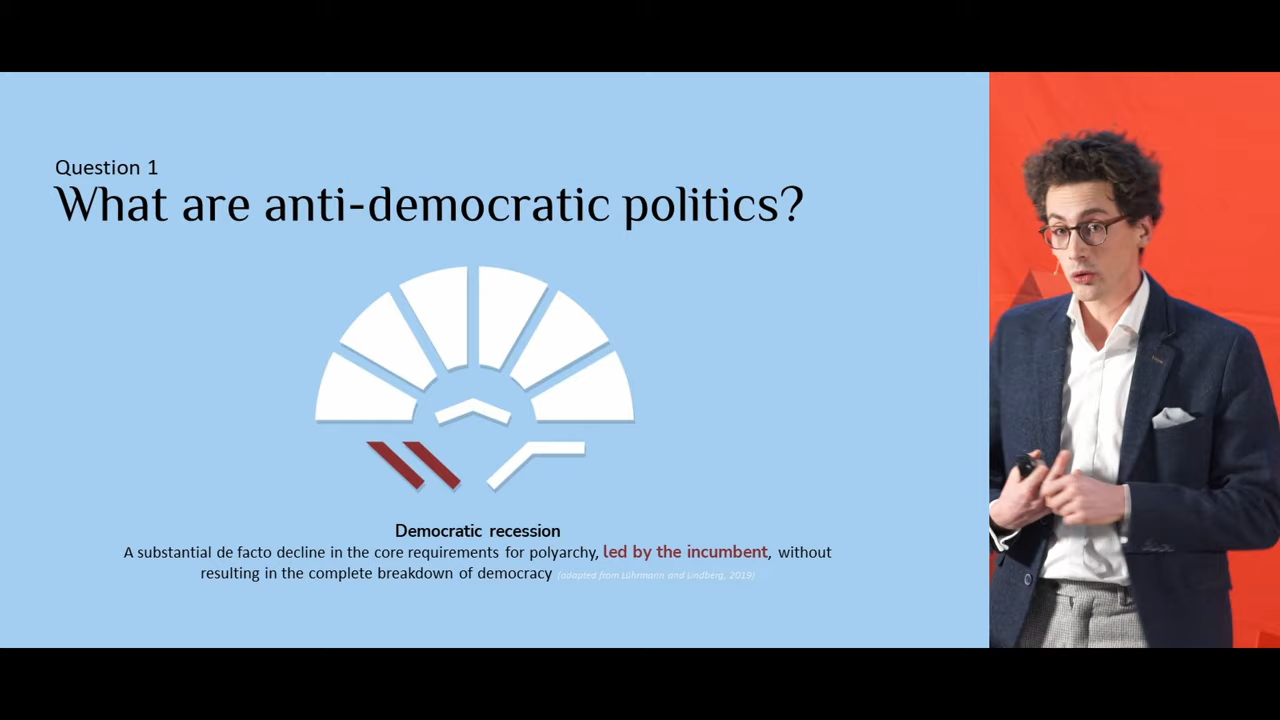 Question 1
What are anti-democratic politics?
Democratic recession
A substantial de facto decline in the core requirements for polyarchy, led by the incumbent, without
resulting in the complete breakdown of democracy (adapted from Lührmann and Lindberg, 2019)